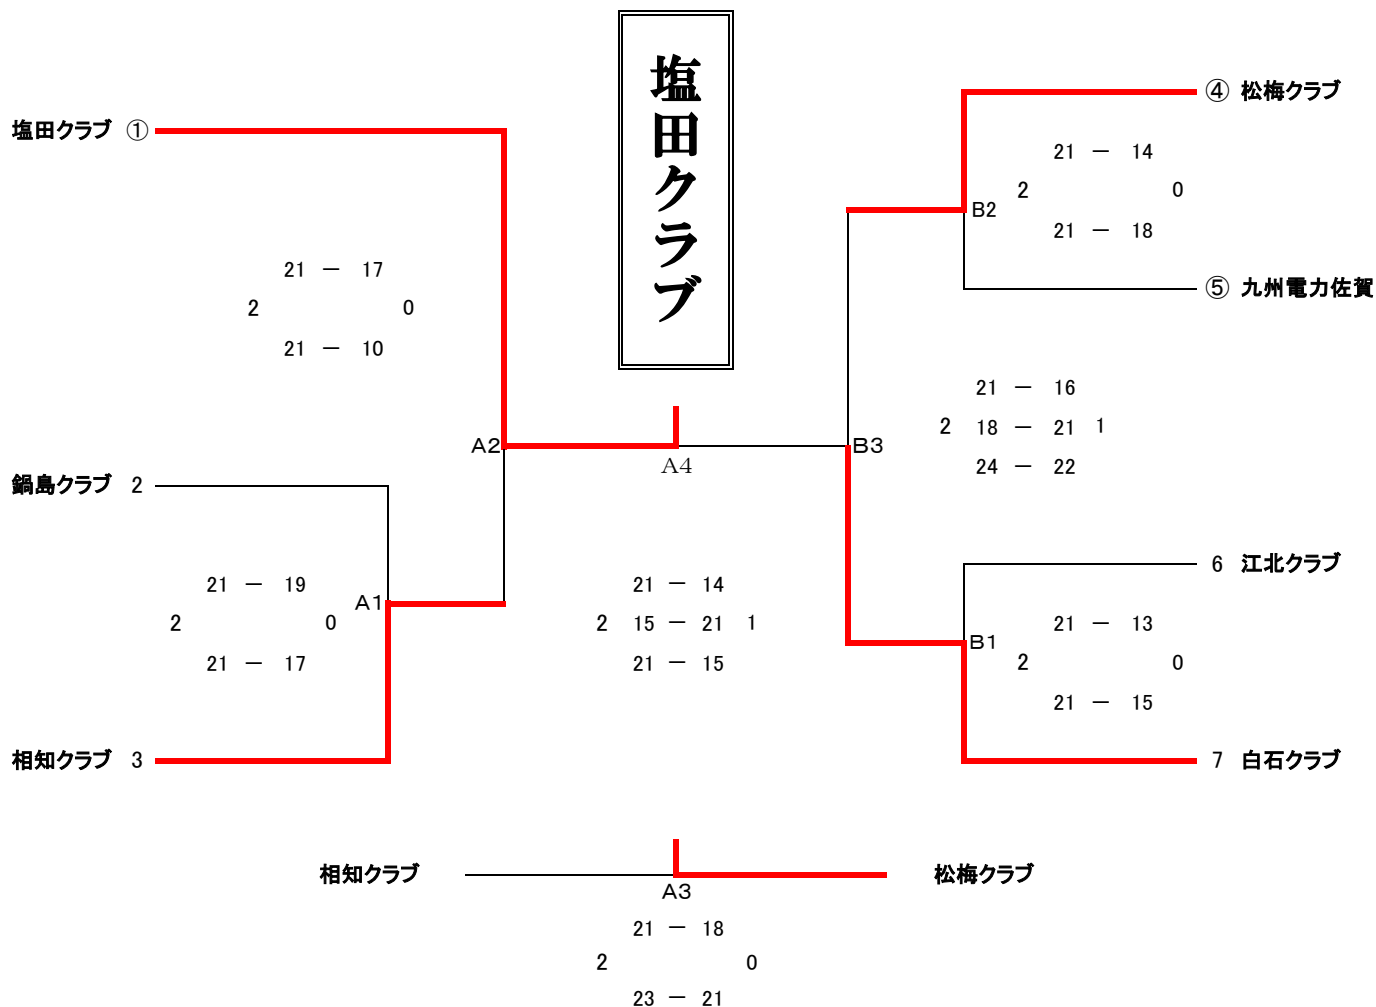 塩田クラブ
④ 松梅クラブ
塩田クラブ ①
21 － 14
2 0
B2
21 － 18
21 － 17
2 0
21 － 10
⑤ 九州電力佐賀
21 － 16
2 18 － 21 1
24 － 22
A2
B3
A4
鍋島クラブ 2
6 江北クラブ
21 － 19
A1
2 0
21 － 17
21 － 14
2 15 － 21 1
21 － 15
21 － 13
B1
2 0
21 － 15
相知クラブ 3
7 白石クラブ
相知クラブ 松梅クラブ
A3
21 － 18
2 0
23 － 21